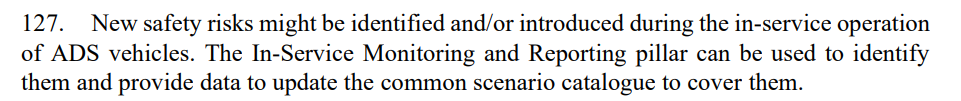 127. New safety risks might be identified and/or introduced during the in-service operation
of ADS vehicles. The In-Service Monitoring and Reporting pillar can be used to identify
them and provide data to update the common scenario catalogue to cover them.